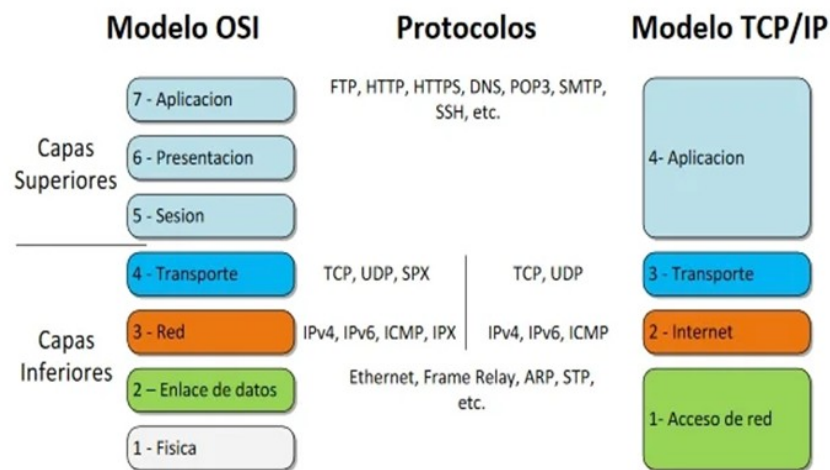 Modelo OSI
Protocolos
Modelo TCP/IP
Capas
Superiores
7 - Aplicacion
6 - Presentacion
5 - Sesion
FTP, HTTP, HTTPS, DNS, POP3, SMTP,
SSH, etc.
4- Aplicacion
Capas
Inferiores
4 - Transporte
TCP, UDP, SPX
TCP, UDP
3 - Transporte
3 - Red
IPv4, IPv6, ICMP, IPX
IPv4, IPv6, ICMP
2 - Internet
2 – Enlace de datos
Ethernet, Frame Relay, ARP, STP,
etc.
1- Acceso de red
1 - Fisica